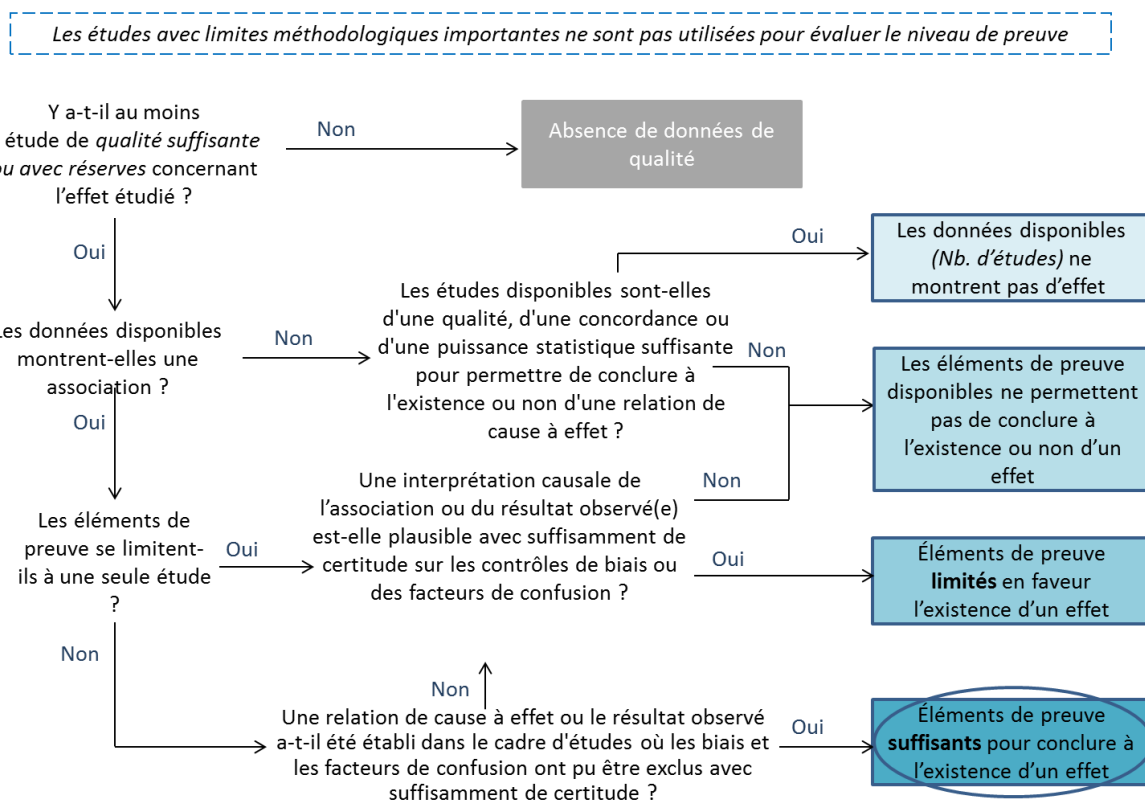 Les études avec limites méthodologiques importantes ne sont pas utilisées pour évaluer le niveau de preuve
Y a-t-il au moins
étude de qualité suffisante
ou avec réserves concernant
l'effet étudié ?
Non
Absence de données de
qualité
Oui
Les données disponibles
montrent-elles une
association ?
Non
Les études disponibles sont-elles
d'une qualité, d'une concordance ou
d'une puissance statistique suffisante
pour permettre de conclure à
l'existence ou non d'une relation de
cause à effet ?
Oui
Les données disponibles
(Nb. d'études) ne
montrent pas d'effet
Non
Les éléments de preuve
disponibles ne permettent
pas de conclure à
l'existence ou non d'un
effet
Oui
Les éléments de
preuve se limitent-
ils à une seule étude
?
Oui
Une interprétation causale de
l'association ou du résultat observé(e)
est-elle plausible avec suffisamment de
certitude sur les contrôles de biais ou
des facteurs de confusion ?
Non
Oui
Éléments de preuve
limités en faveur
l'existence d'un effet
Non
Non
Une relation de cause à effet ou le résultat observé
a-t-il été établi dans le cadre d'études où les biais et
les facteurs de confusion ont pu être exclus avec
suffisamment de certitude ?
Oui
Éléments de preuve
suffisants pour conclure à
l'existence d'un effet